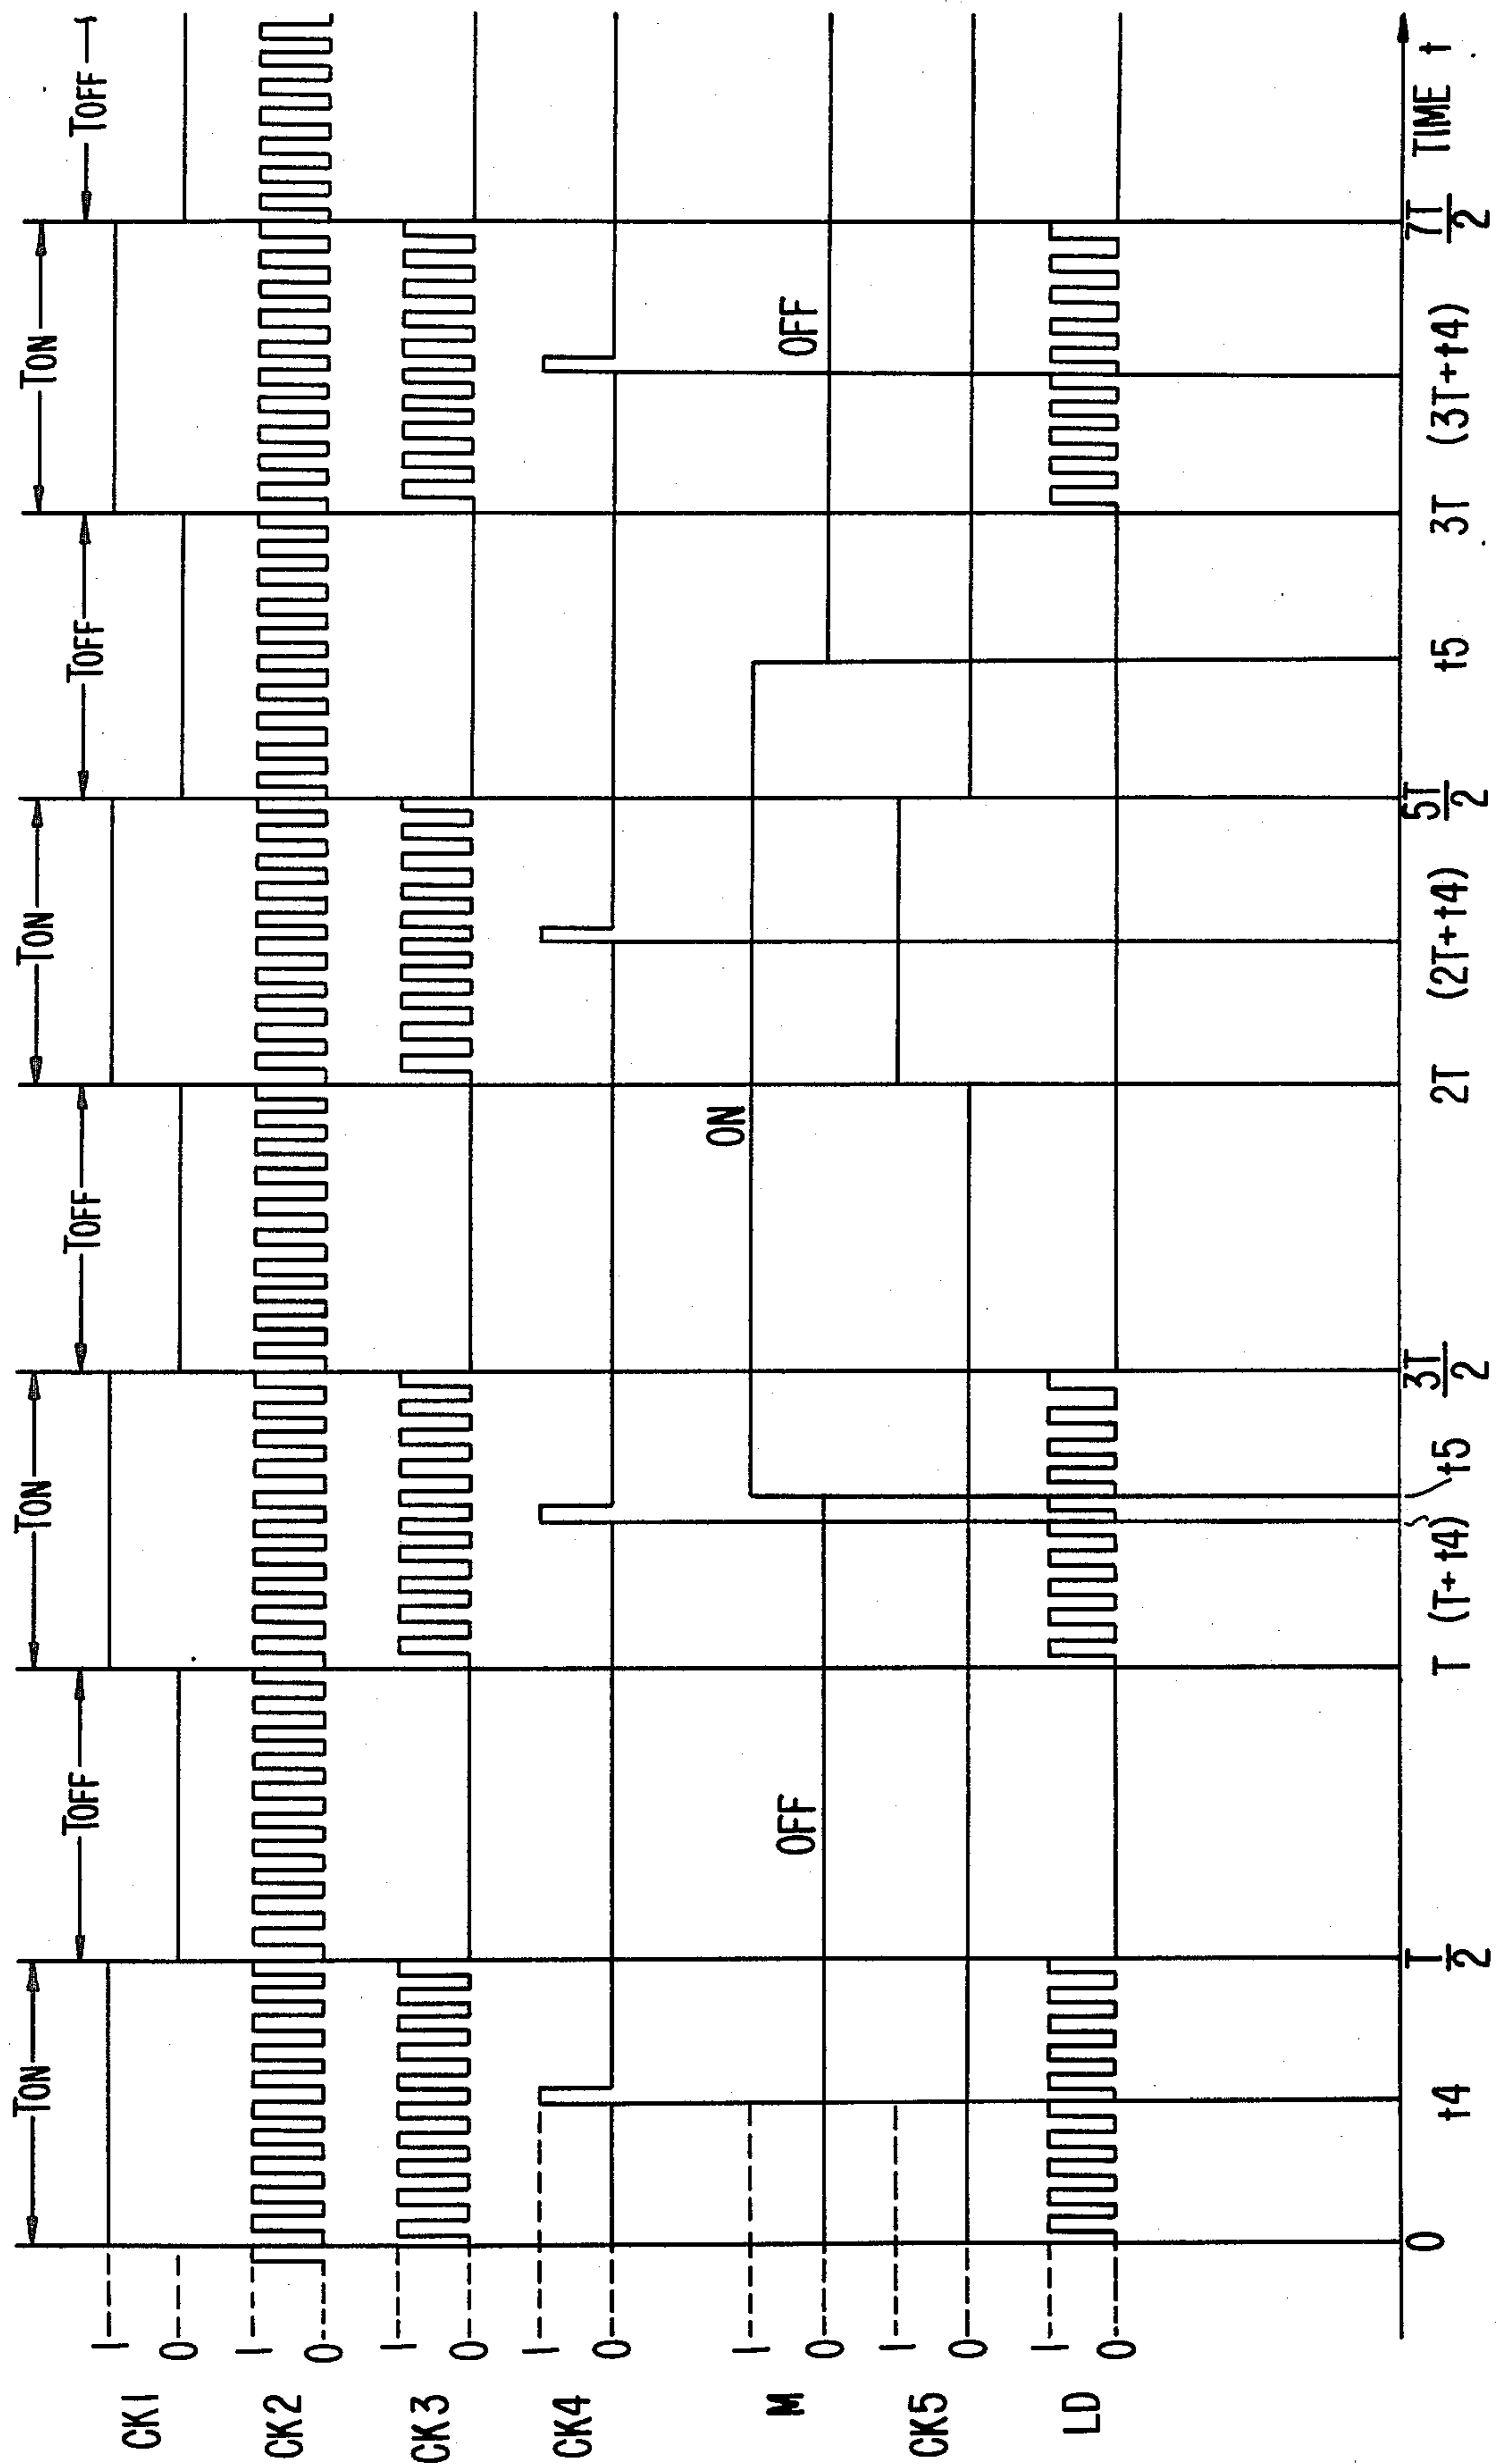 TON TOFF TON TOFF TON TOFF TON TOFF
CK1 1
0
CK2 1
0
CK3 1
0
CK4 1
0
M 1 ON
0 OFF OFF
CK5 1
0
LD 1
0
0 t4 T/2 T (T+t4) t5 3T/2 2T (2T+t4) 5T/2 t5 3T (3T+t4) 7T/2 TIME t